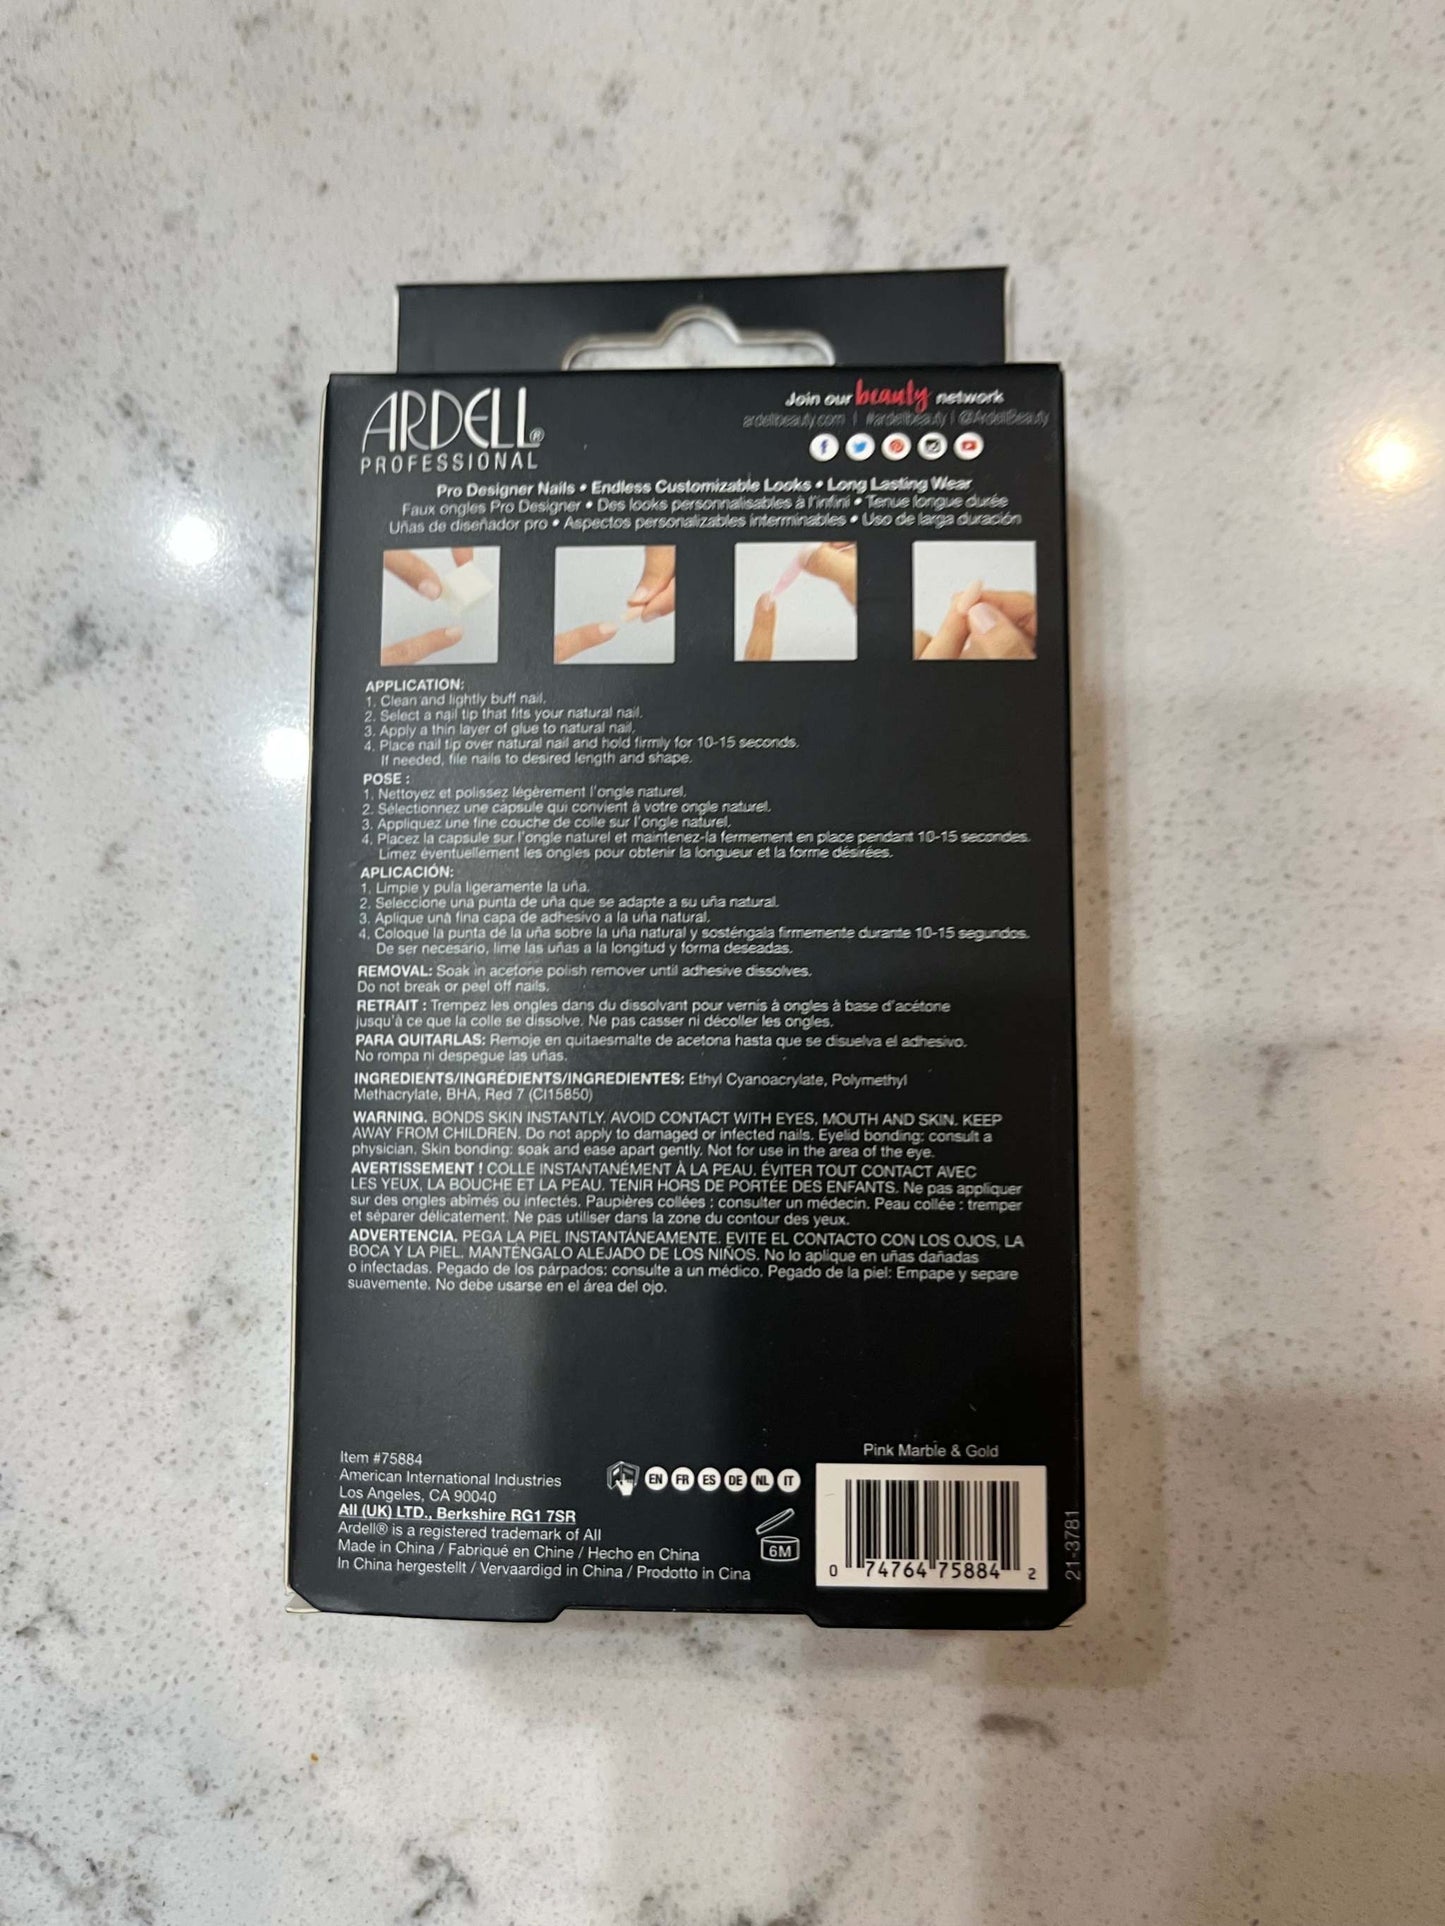 ARDELL®
PROFESSIONAL
Join our beauty network
ardellbeauty.com | #ardellbeauty | @ArdellBeauty
Pro Designer Nails • Endless Customizable Looks • Long Lasting Wear
Faux ongles Pro Designer • Des looks personnalisables à l'infini • Tenue longue durée
Uñas de diseñador pro • Aspectos personalizables interminables • Uso de larga duración
APPLICATION:
1. Clean and lightly buff nail.
2. Select a nail tip that fits your natural nail.
3. Apply a thin layer of glue to natural nail.
4. Place nail tip over natural nail and hold firmly for 10-15 seconds.
If needed, file nails to desired length and shape.
POSE :
1. Nettoyez et polissez légèrement l'ongle naturel.
2. Sélectionnez une capsule qui convient à votre ongle naturel.
3. Appliquez une fine couche de colle sur l'ongle naturel.
4. Placez la capsule sur l'ongle naturel et maintenez-la fermement en place pendant 10-15 secondes.
Limez éventuellement les ongles pour obtenir la longueur et la forme désirées.
APLICACIÓN:
1. Limpie y pula ligeramente la uña.
2. Seleccione una punta de uña que se adapte a su uña natural.
3. Aplique una fina capa de adhesivo a la uña natural.
4. Coloque la punta de la uña sobre la uña natural y sosténgala firmemente durante 10-15 segundos.
De ser necesario, lime las uñas a la longitud y forma deseadas.
REMOVAL: Soak in acetone polish remover until adhesive dissolves.
Do not break or peel off nails.
RETRAIT : Trempez les ongles dans du dissolvant pour vernis à ongles à base d'acétone
jusqu'à ce que la colle se dissolve. Ne pas casser ni décoller les ongles.
PARA QUITARLAS: Remoje en quitaesmalte de acetona hasta que se disuelva el adhesivo.
No rompa ni despegue las uñas.
INGREDIENTS/INGRÉDIENTS/INGREDIENTES: Ethyl Cyanoacrylate, Polymethyl
Methacrylate, BHA, Red 7 (CI15850)
WARNING. BONDS SKIN INSTANTLY. AVOID CONTACT WITH EYES, MOUTH AND SKIN. KEEP
AWAY FROM CHILDREN. Do not apply to damaged or infected nails. Eyelid bonding: consult a
physician. Skin bonding: soak and ease apart gently. Not for use in the area of the eye.
AVERTISSEMENT ! COLLE INSTANTANÉMENT À LA PEAU. ÉVITER TOUT CONTACT AVEC
LES YEUX, LA BOUCHE ET LA PEAU. TENIR HORS DE PORTÉE DES ENFANTS. Ne pas appliquer
sur des ongles abîmés ou infectés. Paupières collées : consulter un médecin. Peau collée : tremper
et séparer délicatement. Ne pas utiliser dans la zone du contour des yeux.
ADVERTENCIA. PEGA LA PIEL INSTANTÁNEAMENTE. EVITE EL CONTACTO CON LOS OJOS, LA
BOCA Y LA PIEL. MANTÉNGALO ALEJADO DE LOS NIÑOS. No lo aplique en uñas dañadas
o infectadas. Pegado de los párpados: consulte a un médico. Pegado de la piel: Empape y separe
suavemente. No debe usarse en el área del ojo.
Item #75884
American International Industries
Los Angeles, CA 90040
AII (UK) LTD., Berkshire RG1 7SR
Ardell® is a registered trademark of AII
Made in China / Fabriqué en Chine / Hecho en China
In China hergestellt / Vervaardigd in China / Prodotto in Cina
EN FR ES DE NL IT
6M
Pink Marble & Gold
0 74764 75884 2
21-3781